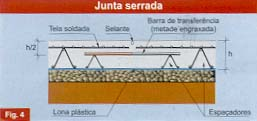 Junta serrada
Tela soldada
Selante
Barra de transferência
(metade engraxada)
h/2
h
Lona plástica
Espaçadores
Fig. 4